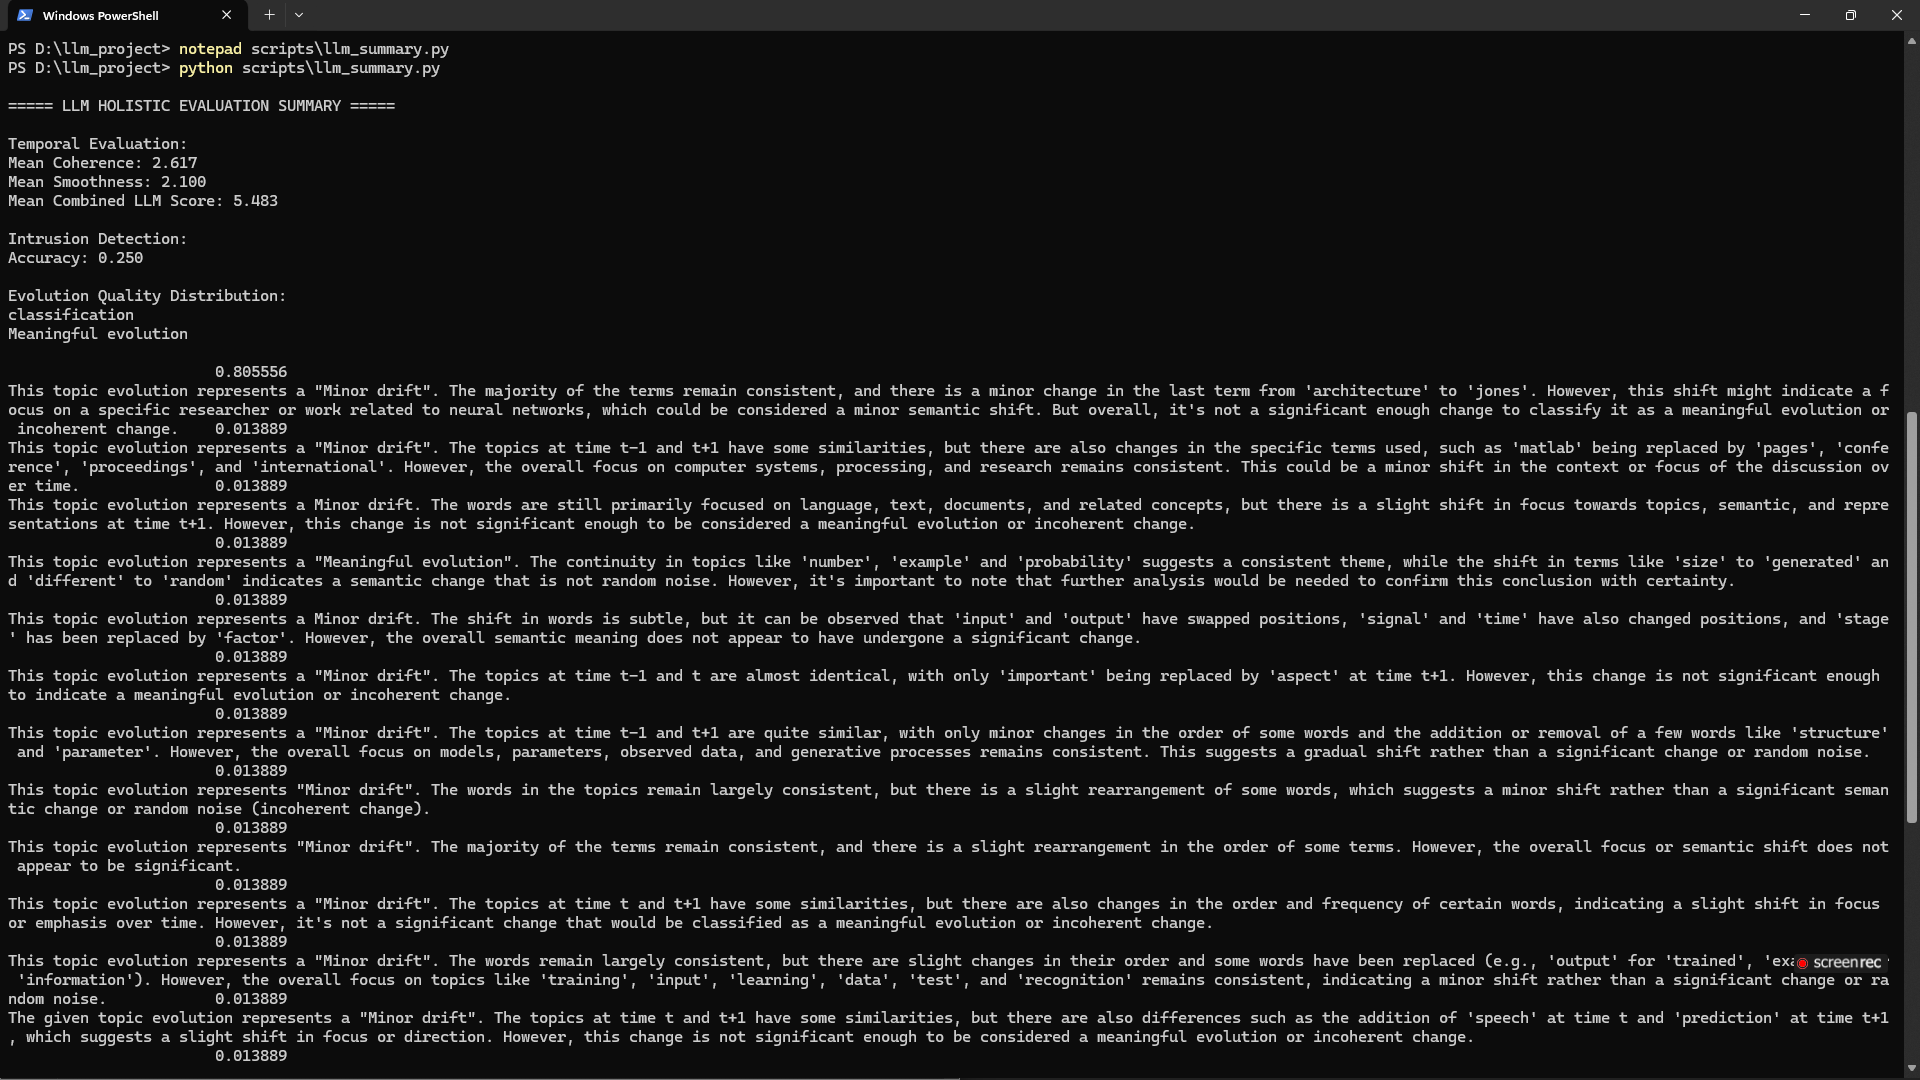 Windows PowerShell
PS D:\llm_project> notepad scripts\llm_summary.py
PS D:\llm_project> python scripts\llm_summary.py
===== LLM HOLISTIC EVALUATION SUMMARY =====
Temporal Evaluation:
Mean Coherence: 2.617
Mean Smoothness: 2.100
Mean Combined LLM Score: 5.483
Intrusion Detection:
Accuracy: 0.250
Evolution Quality Distribution:
classification
Meaningful evolution
0.805556
This topic evolution represents a "Minor drift". The majority of the terms remain consistent, and there is a minor change in the last term from 'architecture' to 'jones'. However, this shift might indicate a f
ocus on a specific researcher or work related to neural networks, which could be considered a minor semantic shift. But overall, it's not a significant enough change to classify it as a meaningful evolution or
incoherent change. 0.013889
This topic evolution represents a "Minor drift". The topics at time t-1 and t+1 have some similarities, but there are also changes in the specific terms used, such as 'matlab' being replaced by 'pages', 'confe
rence', 'proceedings', and 'international'. However, the overall focus on computer systems, processing, and research remains consistent. This could be a minor shift in the context or focus of the discussion ov
er time. 0.013889
This topic evolution represents a Minor drift. The words are still primarily focused on language, text, documents, and related concepts, but there is a slight shift in focus towards topics, semantic, and repre
sentations at time t+1. However, this change is not significant enough to be considered a meaningful evolution or incoherent change.
0.013889
This topic evolution represents a "Meaningful evolution". The continuity in topics like 'number', 'example' and 'probability' suggests a consistent theme, while the shift in terms like 'size' to 'generated' an
d 'different' to 'random' indicates a semantic change that is not random noise. However, it's important to note that further analysis would be needed to confirm this conclusion with certainty.
0.013889
This topic evolution represents a Minor drift. The shift in words is subtle, but it can be observed that 'input' and 'output' have swapped positions, 'signal' and 'time' have also changed positions, and 'stage
' has been replaced by 'factor'. However, the overall semantic meaning does not appear to have undergone a significant change.
0.013889
This topic evolution represents a "Minor drift". The topics at time t-1 and t are almost identical, with only 'important' being replaced by 'aspect' at time t+1. However, this change is not significant enough
to indicate a meaningful evolution or incoherent change.
0.013889
This topic evolution represents a "Minor drift". The topics at time t-1 and t+1 are quite similar, with only minor changes in the order of some words and the addition or removal of a few words like 'structure'
and 'parameter'. However, the overall focus on models, parameters, observed data, and generative processes remains consistent. This suggests a gradual shift rather than a significant change or random noise.
0.013889
This topic evolution represents "Minor drift". The words in the topics remain largely consistent, but there is a slight rearrangement of some words, which suggests a minor shift rather than a significant seman
tic change or random noise (incoherent change).
0.013889
This topic evolution represents "Minor drift". The majority of the terms remain consistent, and there is a slight rearrangement in the order of some terms. However, the overall focus or semantic shift does not
appear to be significant.
0.013889
This topic evolution represents a "Minor drift". The topics at time t and t+1 have some similarities, but there are also changes in the order and frequency of certain words, indicating a slight shift in focus
or emphasis over time. However, it's not a significant change that would be classified as a meaningful evolution or incoherent change.
0.013889
This topic evolution represents a "Minor drift". The words remain largely consistent, but there are slight changes in their order and some words have been replaced (e.g., 'output' for 'trained', 'exa
screenrec
'information'). However, the overall focus on topics like 'training', 'input', 'learning', 'data', 'test', and 'recognition' remains consistent, indicating a minor shift rather than a significant change or ra
ndom noise. 0.013889
The given topic evolution represents a "Minor drift". The topics at time t and t+1 have some similarities, but there are also differences such as the addition of 'speech' at time t and 'prediction' at time t+1
, which suggests a slight shift in focus or direction. However, this change is not significant enough to be considered a meaningful evolution or incoherent change.
0.013889